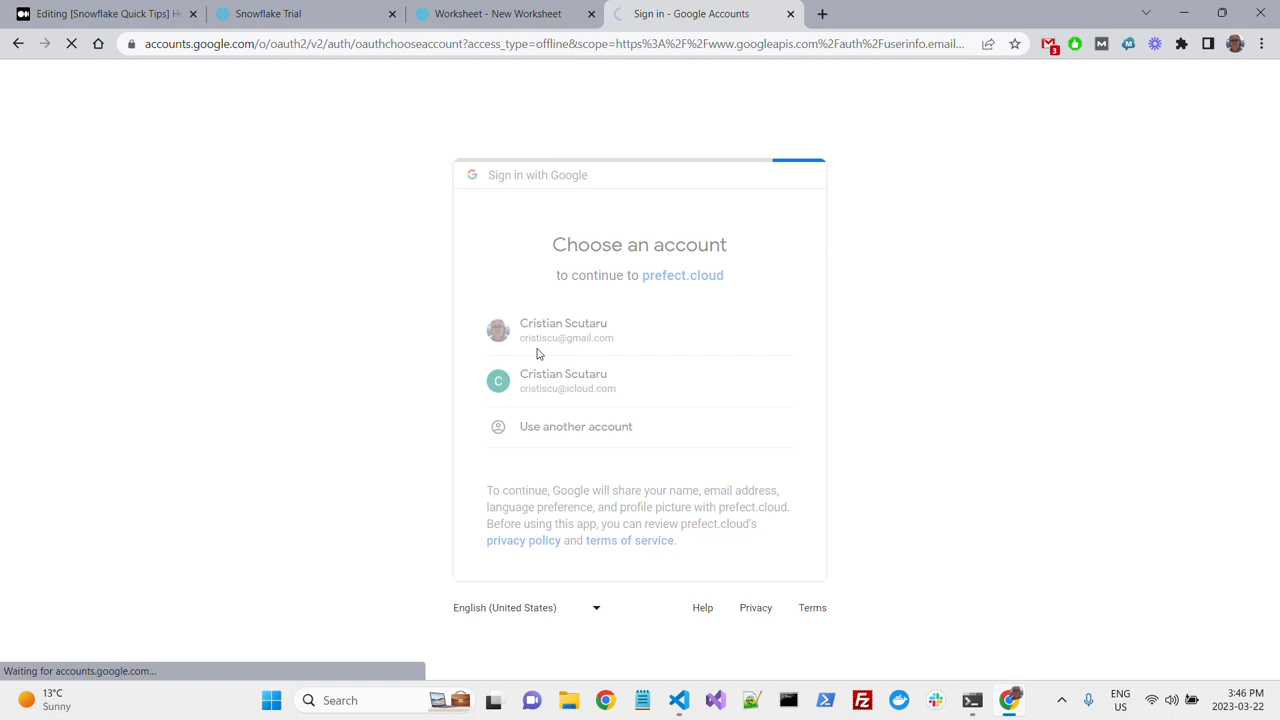 Editing [Snowflake Quick Tips] H
Snowflake Trial
Worksheet - New Worksheet
Sign in - Google Accounts
accounts.google.com/o/oauth2/v2/auth/oauthchooseaccount?access_type=offline&scope=https%3A%2F%2Fwww.googleapis.com%2Fauth%2Fuserinfo.email...
3
Sign in with Google
Choose an account
to continue to prefect.cloud
Cristian Scutaru
cristiscu@gmail.com
C
Cristian Scutaru
cristiscu@icloud.com
Use another account
To continue, Google will share your name, email address,
language preference, and profile picture with prefect.cloud.
Before using this app, you can review prefect.cloud's
privacy policy and terms of service.
English (United States)
Help
Privacy
Terms
Waiting for accounts.google.com...
13°C
Sunny
Search
ENG
US
3:46 PM
2023-03-22